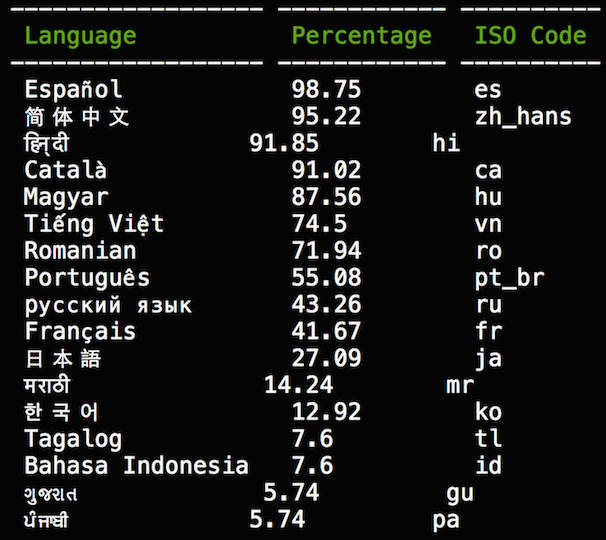 Language Percentage ISO Code
Español 98.75 es
简体中文 95.22 zh_hans
हिन्दी 91.85 hi
Català 91.02 ca
Magyar 87.56 hu
Tiếng Việt 74.5 vn
Romanian 71.94 ro
Português 55.08 pt_br
русский язык 43.26 ru
Français 41.67 fr
日本語 27.09 ja
मराठी 14.24 mr
한국어 12.92 ko
Tagalog 7.6 tl
Bahasa Indonesia 7.6 id
ગુજરાત 5.74 gu
ਪੰਜਾਬੀ 5.74 pa